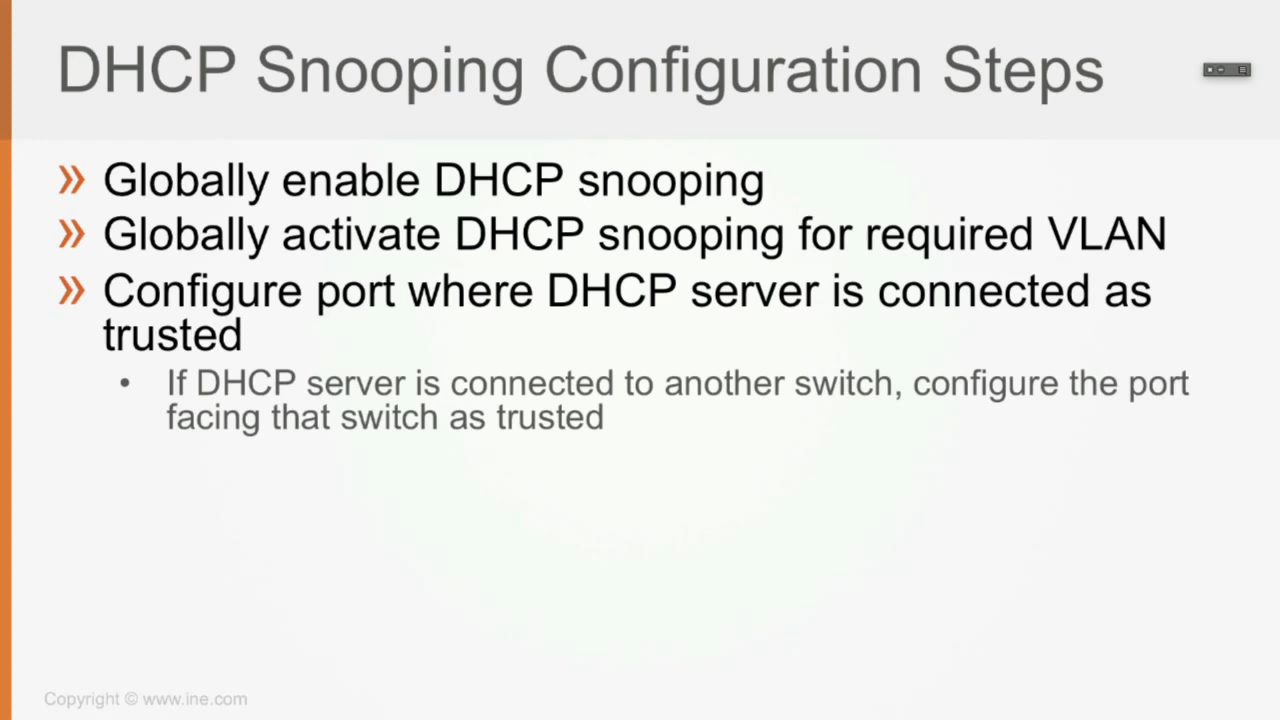 DHCP Snooping Configuration Steps
» Globally enable DHCP snooping
» Globally activate DHCP snooping for required VLAN
» Configure port where DHCP server is connected as
trusted
• If DHCP server is connected to another switch, configure the port
facing that switch as trusted
Copyright © www.ine.com